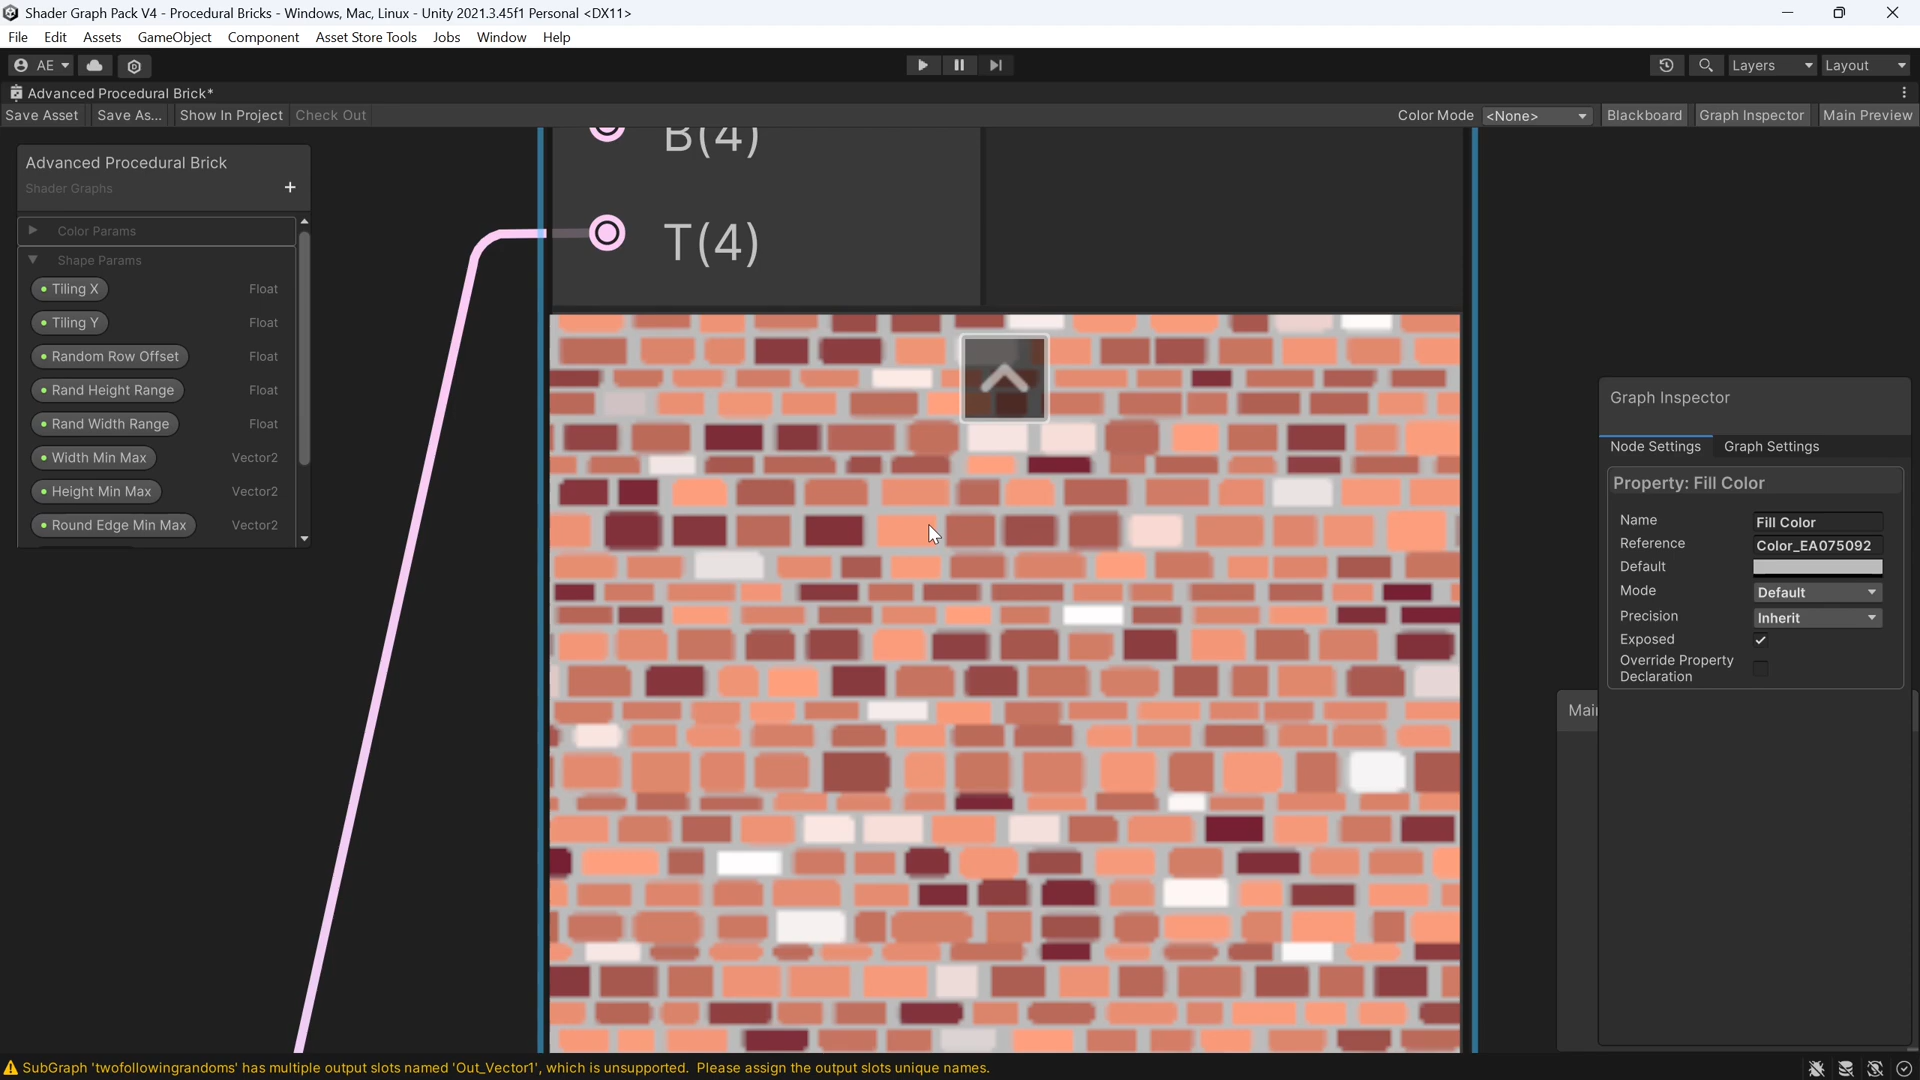 Shader Graph Pack V4 - Procedural Bricks - Windows, Mac, Linux - Unity 2021.3.45f1 Personal <DX11>
File Edit Assets GameObject Component Asset Store Tools Jobs Window Help
AE Layers Layout
Advanced Procedural Brick*
Save Asset Save As... Show In Project Check Out Color Mode <None> Blackboard Graph Inspector Main Preview
Advanced Procedural Brick
Shader Graphs +
Color Params
Shape Params
Tiling X Float
Tiling Y Float
Random Row Offset Float
Rand Height Range Float
Rand Width Range Float
Width Min Max Vector2
Height Min Max Vector2
Round Edge Min Max Vector2
B(4)
T(4)
Graph Inspector
Node Settings Graph Settings
Property: Fill Color
Name Fill Color
Reference Color_EA075092
Default
Mode Default
Precision Inherit
Exposed
Override Property
Declaration
Mai
SubGraph 'twofollowingrandoms' has multiple output slots named 'Out_Vector1', which is unsupported. Please assign the output slots unique names.